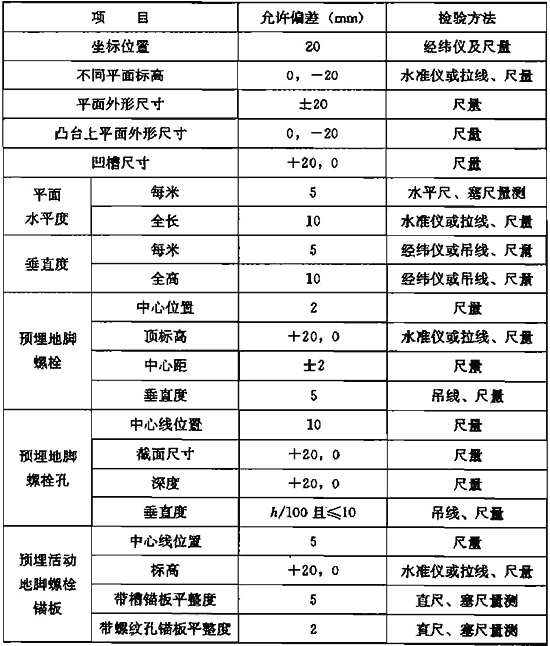 项 目 允许偏差（mm） 检验方法
坐标位置 20 经纬仪及尺量
不同平面标高 0，－20 水准仪或拉线、尺量
平面外形尺寸 ±20 尺量
凸台上平面外形尺寸 0，－20 尺量
凹槽尺寸 ＋20，0 尺量
平面水平度 每米 5 水平尺、塞尺量测
全长 10 水准仪或拉线、尺量
垂直度 每米 5 经纬仪或吊线、尺量
全高 10 经纬仪或吊线、尺量
预埋地脚螺栓 中心位置 2 尺量
顶标高 ＋20，0 水准仪或拉线、尺量
中心距 ±2 尺量
垂直度 5 吊线、尺量
预埋地脚螺栓孔 中心线位置 10 尺量
截面尺寸 ＋20，0 尺量
深度 ＋20，0 尺量
垂直度 h/100且≤10 吊线、尺量
预埋活动地脚螺栓锚板 中心线位置 5 尺量
标高 ＋20，0 水准仪或拉线、尺量
带槽锚板平整度 5 直尺、塞尺量测
带螺纹孔锚板平整度 2 直尺、塞尺量测